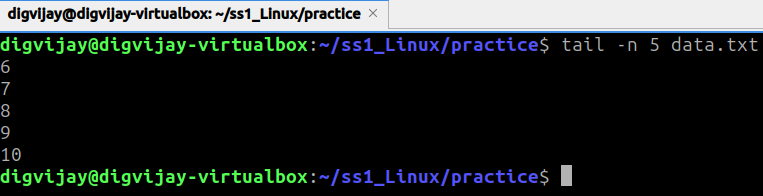 digvijay@digvijay-virtualbox: ~/ss1_Linux/practice ×
digvijay@digvijay-virtualbox:~/ss1_Linux/practice$ tail -n 5 data.txt
6
7
8
9
10
digvijay@digvijay-virtualbox:~/ss1_Linux/practice$